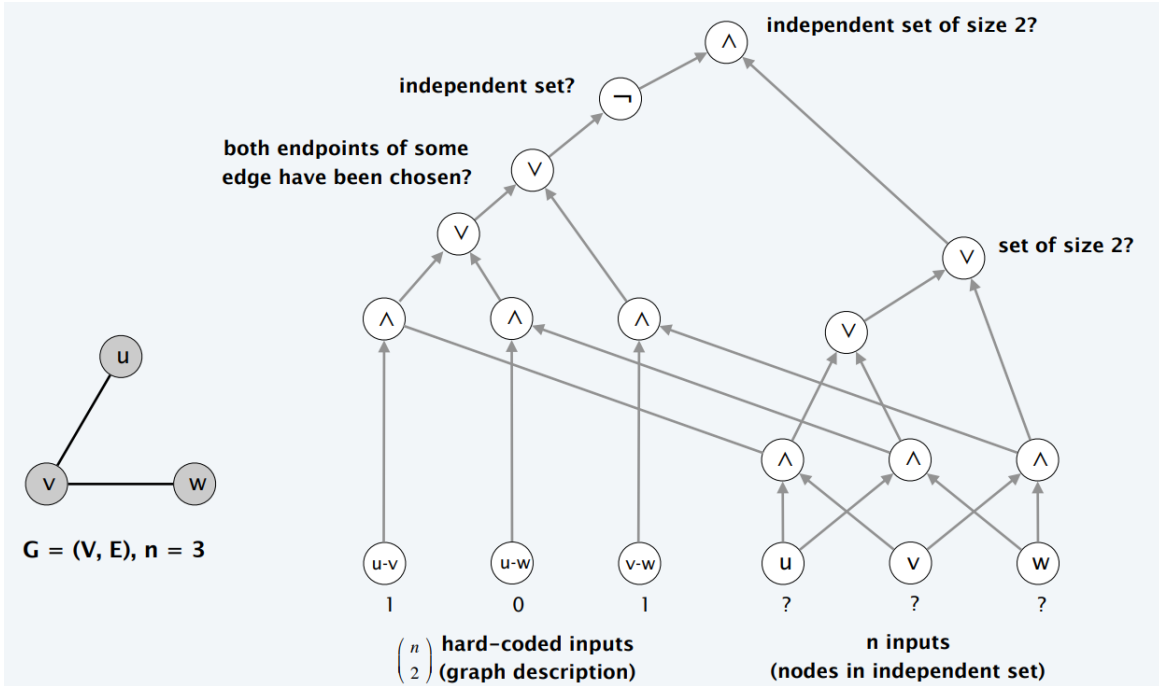 independent set of size 2?
∧
independent set?
¬
both endpoints of some
edge have been chosen?
∨
∨
∨
set of size 2?
∧
∧
∧
∨
u
v
w
∧
∧
∧
G = (V, E), n = 3
u-v
u-w
v-w
u
v
w
1
0
1
?
?
?
(n 2) hard-coded inputs
(graph description)
n inputs
(nodes in independent set)